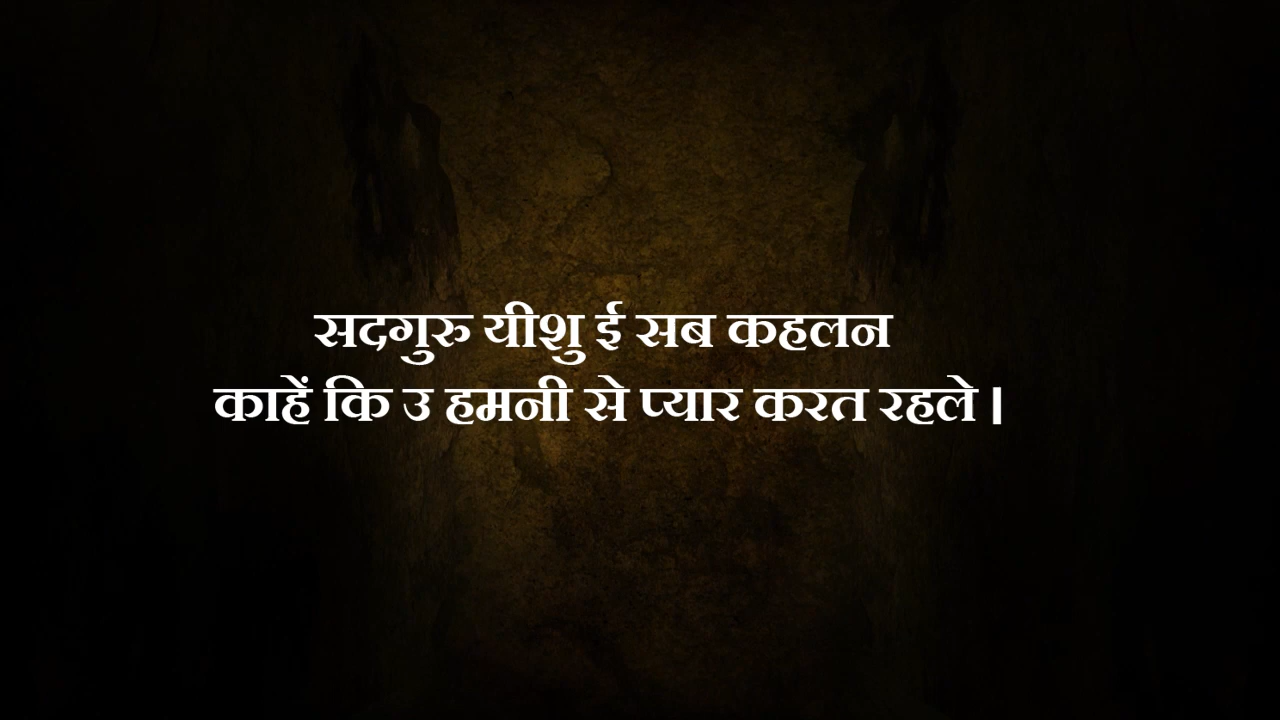 सदगुरु यीशु ई सब कहलन
काहें कि उ हमनी से प्यार करत रहले ।